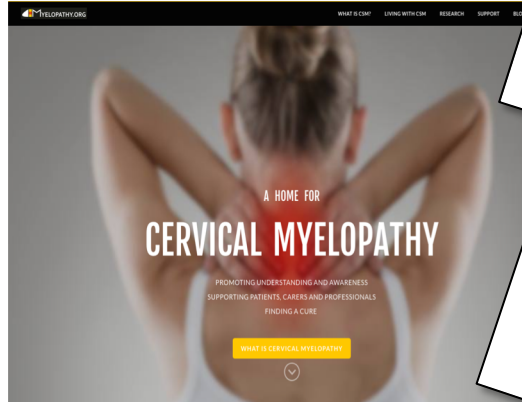 MYELOPATHY.ORG
WHAT IS CSM? LIVING WITH CSM RESEARCH SUPPORT BLO
A HOME FOR
CERVICAL MYELOPATHY
PROMOTING UNDERSTANDING AND AWARENESS
SUPPORTING PATIENTS, CARERS AND PROFESSIONALS
FINDING A CURE
WHAT IS CERVICAL MYELOPATHY